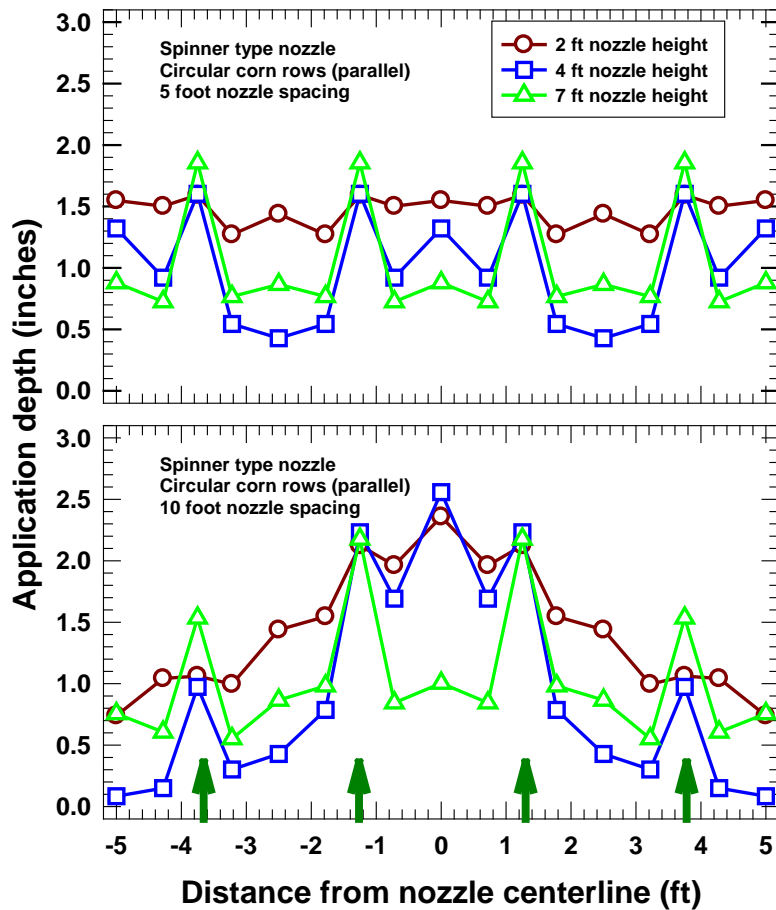 Application depth (inches)
3.0
2.5
2.0
1.5
1.0
0.5
0.0
Spinner type nozzle
Circular corn rows (parallel)
5 foot nozzle spacing
2 ft nozzle height
4 ft nozzle height
7 ft nozzle height
3.0
2.5
2.0
1.5
1.0
0.5
0.0
Spinner type nozzle
Circular corn rows (parallel)
10 foot nozzle spacing
-5 -4 -3 -2 -1 0 1 2 3 4 5
Distance from nozzle centerline (ft)